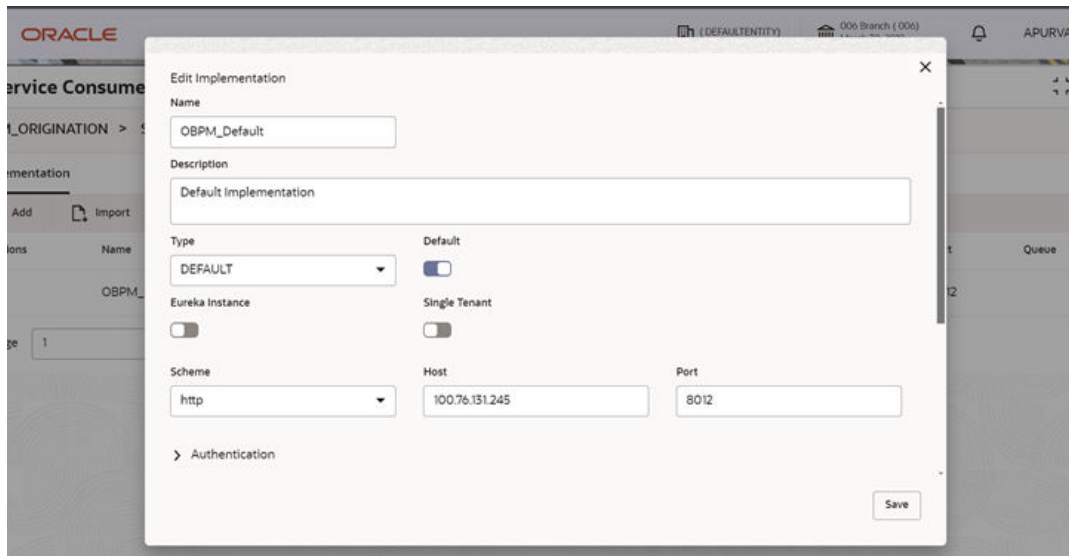 ORACLE
( DEFAULTENTITY)
006 Branch ( 006)
APURVA
ervice Consume
Edit Implementation
Name
OBPM_Default
M_ORIGINATION >
Description
Default Implementation
ementation
Add
Import
Type
Default
DEFAULT
ions
Name
t
Queue
OBPM_
12
Eureka Instance
Single Tenant
ge
1
Scheme
Host
Port
http
100.76.131.245
8012
Authentication
Save